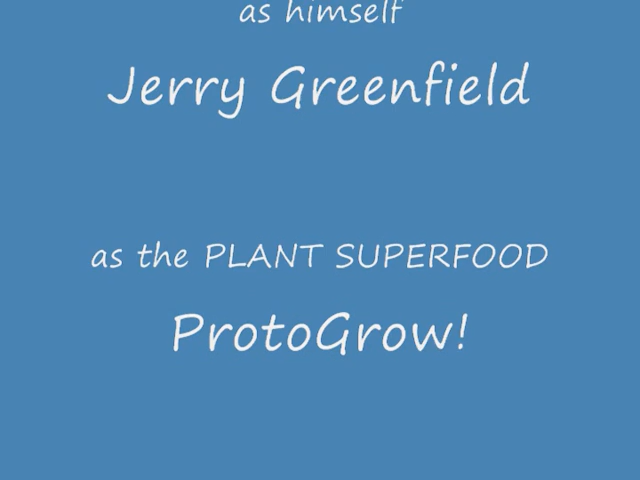 as himself
Jerry Greenfield
as the PLANT SUPERFOOD
ProtoGrow!